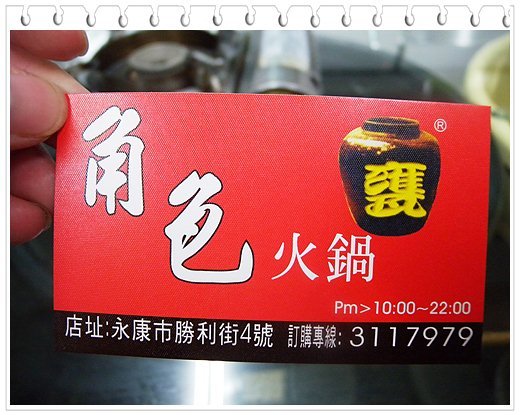 角色火鍋
甕
®
Pm>10:00~22:00
店址:永康市勝利街4號 訂購專線: 3117979